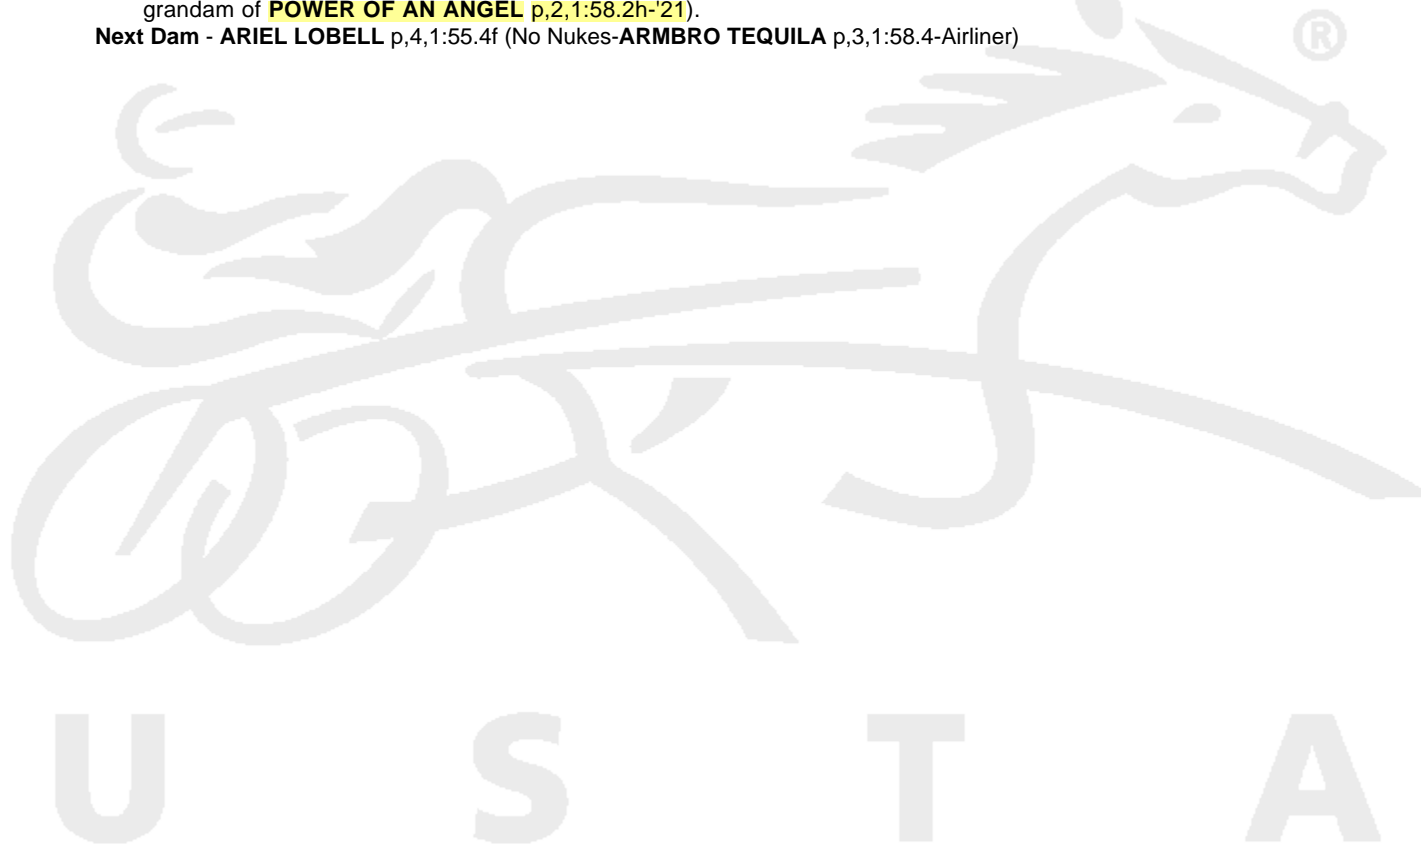 grandam of POWER OF AN ANGEL p,2,1:58.2h-'21).
Next Dam - ARIEL LOBELL p,4,1:55.4f (No Nukes-ARMBRO TEQUILA p,3,1:58.4-Airliner)
®
U S T A